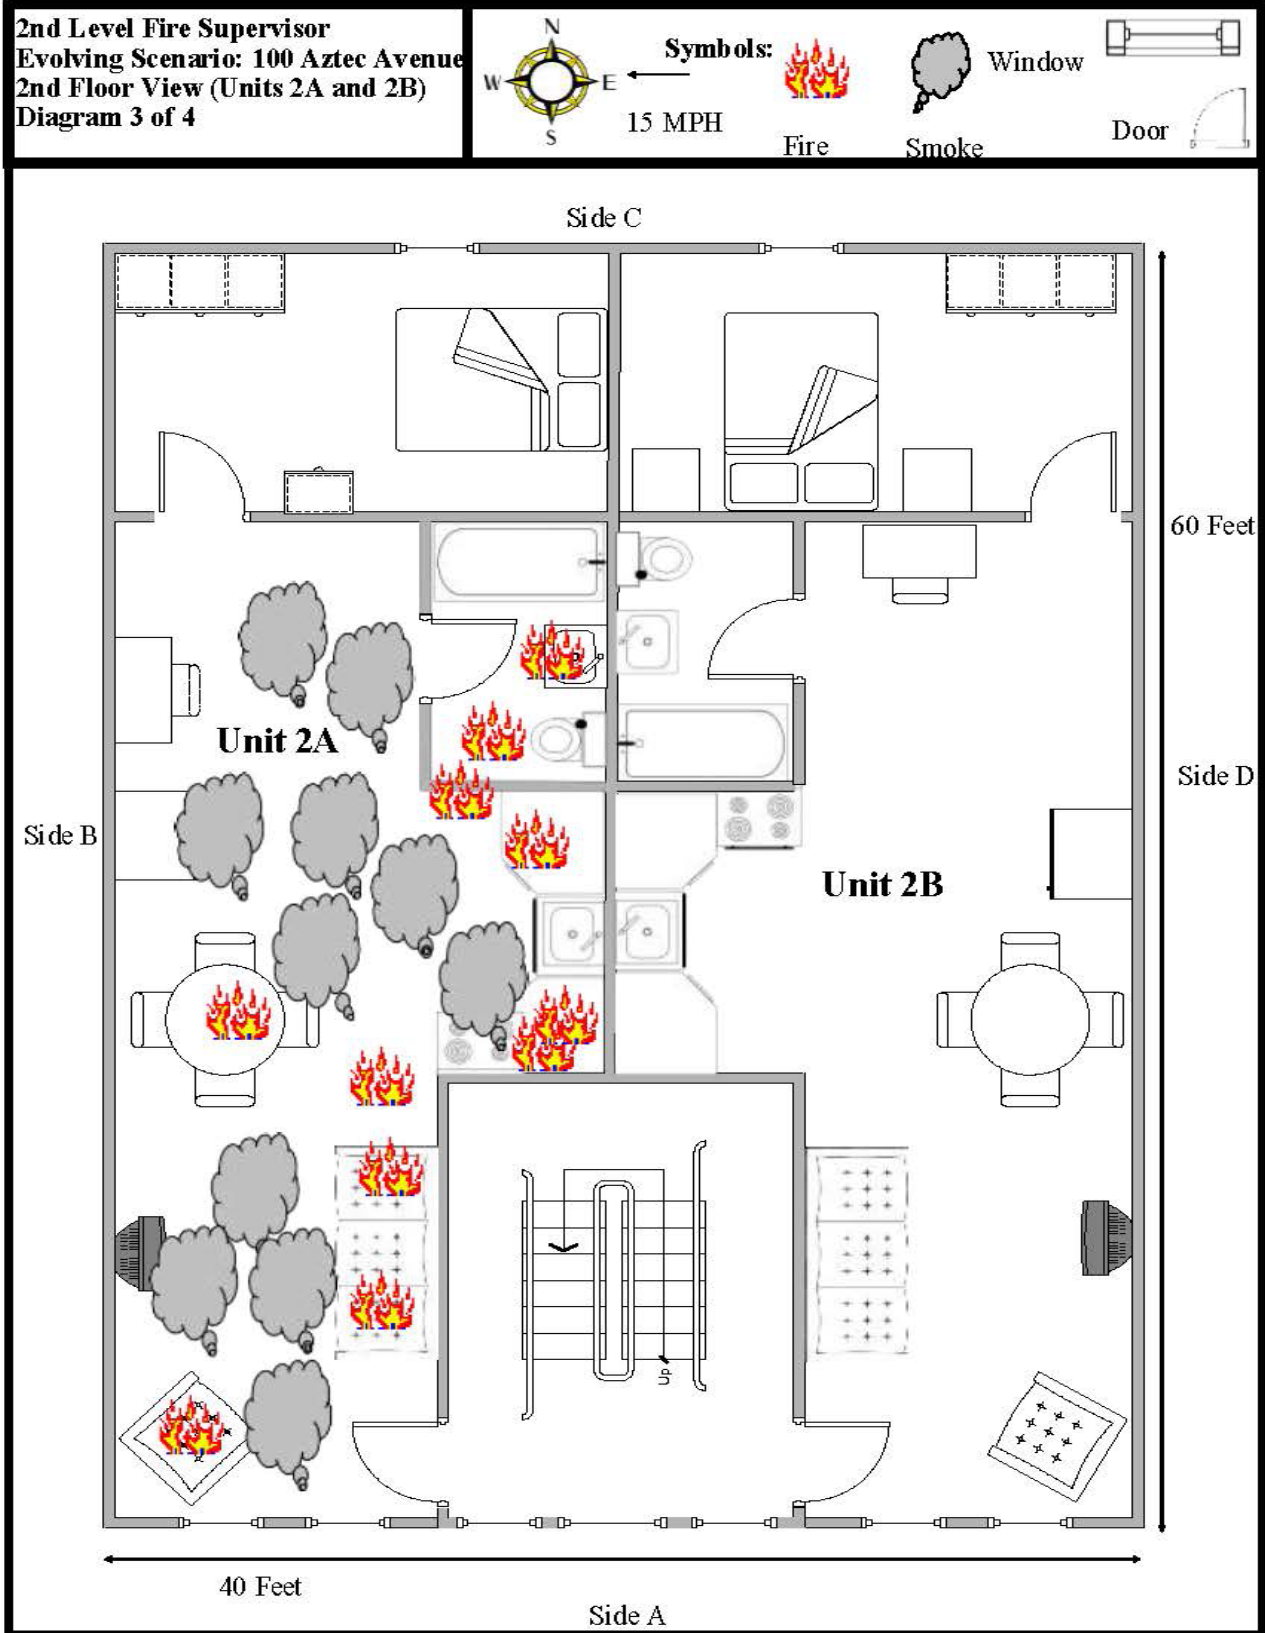 2nd Level Fire Supervisor
Evolving Scenario: 100 Aztec Avenue
2nd Floor View (Units 2A and 2B)
Diagram 3 of 4
N
W
E
S
15 MPH
Symbols:
Fire
Smoke
Window
Door
Side C
60 Feet
Unit 2A
Side D
Side B
Unit 2B
Up
40 Feet
Side A